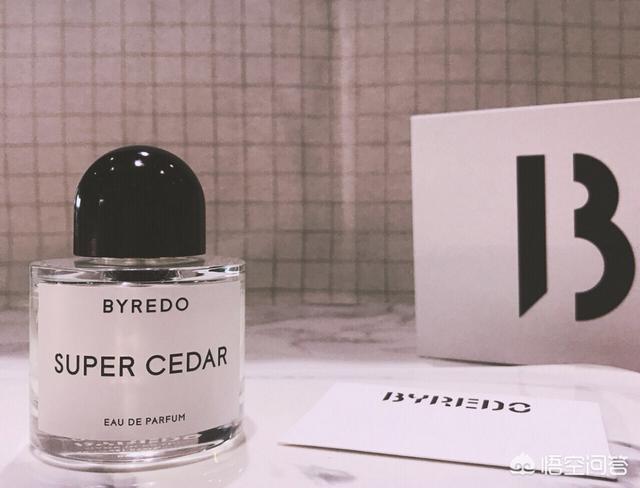 BYREDO
SUPER CEDAR
EAU DE PARFUM
B
BYREDO
悟空问答